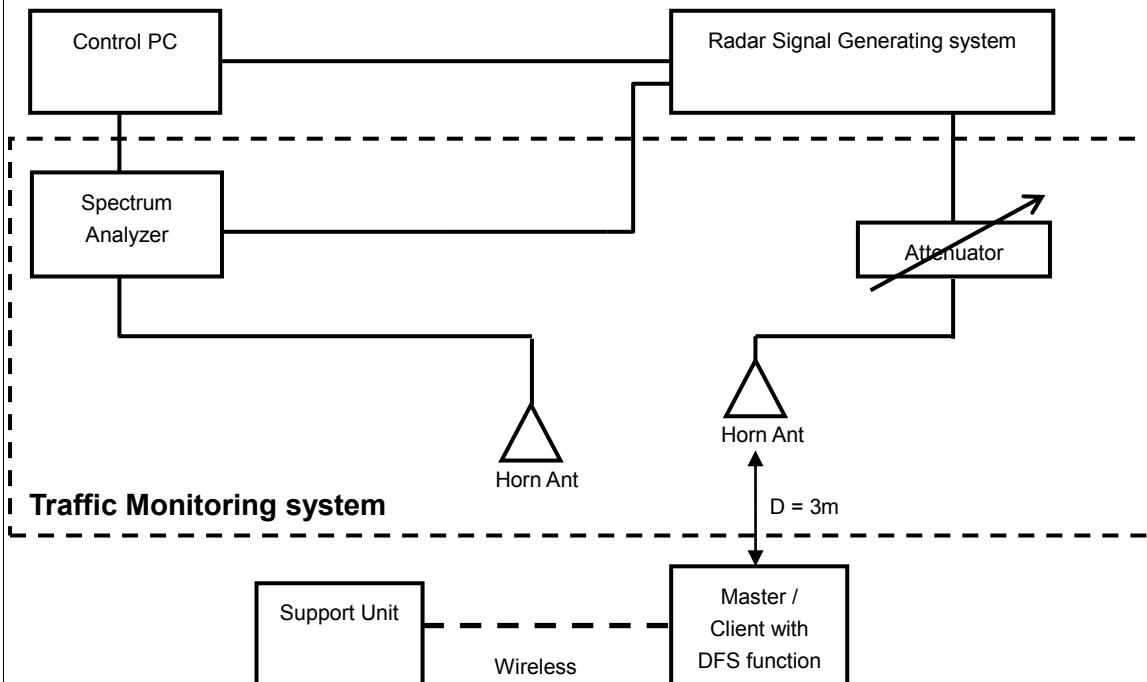 Control PC
Radar Signal Generating system
Spectrum
Analyzer
Attenuator
Horn Ant
Horn Ant
Traffic Monitoring system
D = 3m
Support Unit
Wireless
Master /
Client with
DFS function